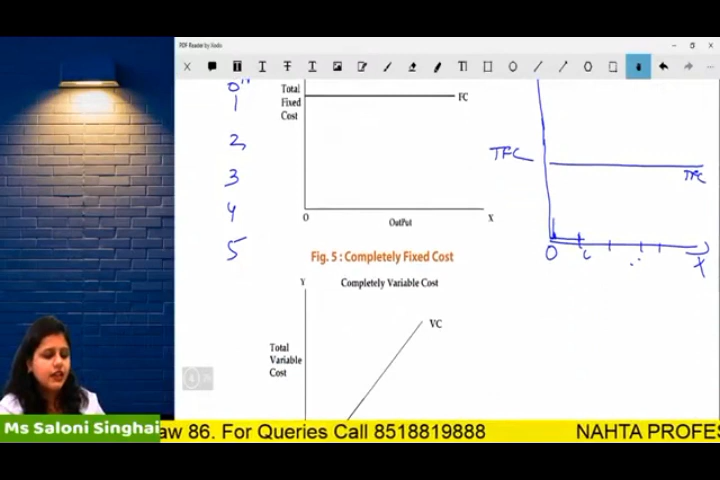 PDF Reader by Xodo
0
1
2
3
4
5
Total
Fixed
Cost
FC
O
OutPut
X
Fig. 5 : Completely Fixed Cost
Y
Completely Variable Cost
Total
Variable
Cost
VC
TFC
TFC
O
X
Ms Saloni Singhai
aw 86. For Queries Call 8518819888
NAHTA PROFES